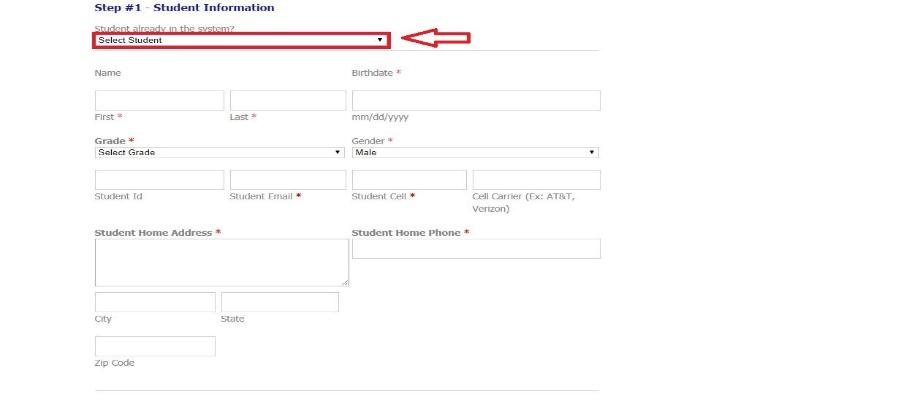 Step #1 - Student Information
Student already in the system?
Select Student
Name Birthdate *
First * Last * mm/dd/yyyy
Grade * Gender *
Select Grade Male
Student Id Student Email * Student Cell * Cell Carrier (Ex: AT&T,
Verizon)
Student Home Address * Student Home Phone *
City State
Zip Code